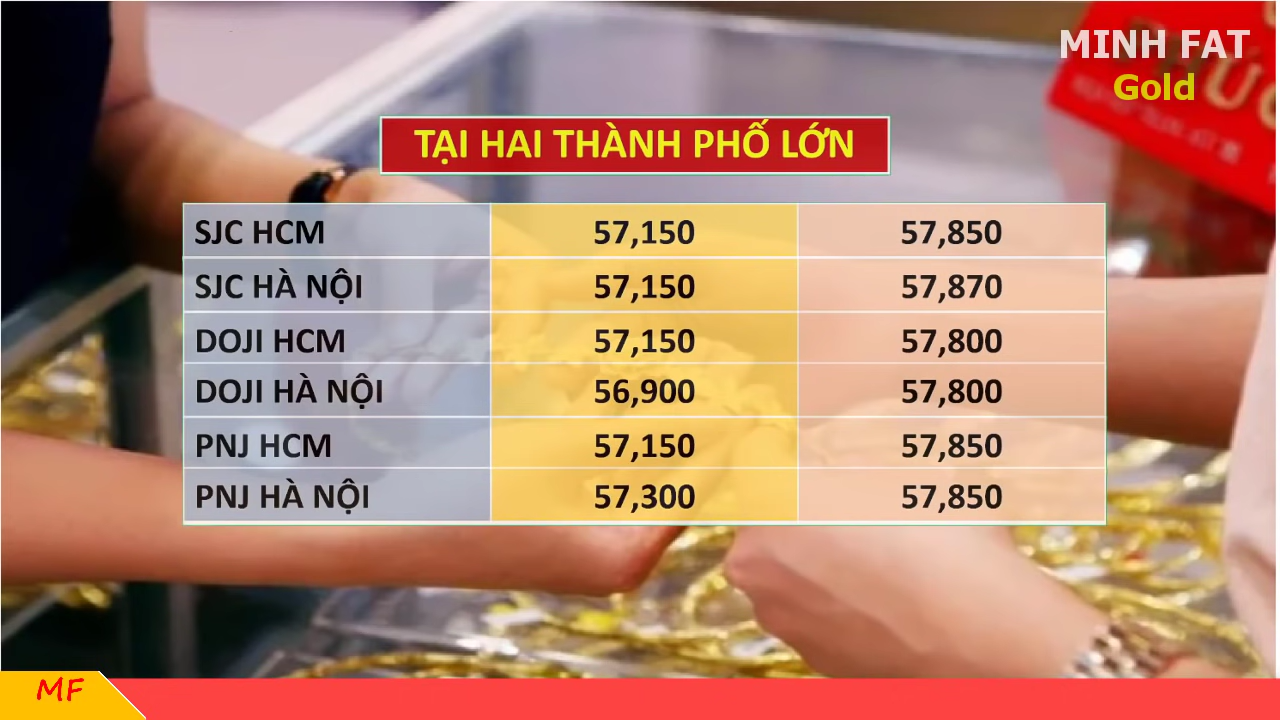 MINH FAT
Gold
TẠI HAI THÀNH PHỐ LỚN
SJC HCM 57,150 57,850
SJC HÀ NỘI 57,150 57,870
DOJI HCM 57,150 57,800
DOJI HÀ NỘI 56,900 57,800
PNJ HCM 57,150 57,850
PNJ HÀ NỘI 57,300 57,850
MF